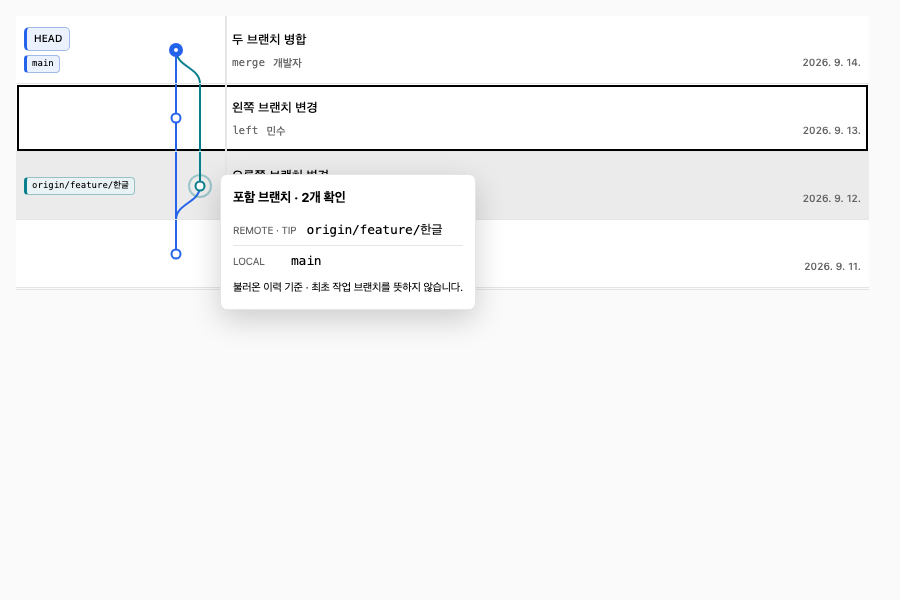 HEAD
main
두 브랜치 병합
merge 개발자
2026. 9. 14.
왼쪽 브랜치 변경
left 민수
2026. 9. 13.
origin/feature/한글
2026. 9. 12.
포함 브랜치 · 2개 확인
REMOTE · TIP origin/feature/한글
LOCAL main
불러온 이력 기준 · 최초 작업 브랜치를 뜻하지 않습니다.
2026. 9. 11.